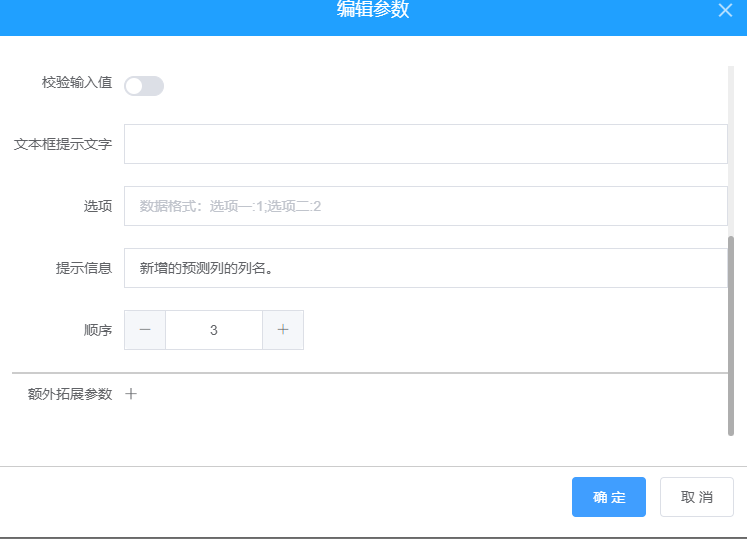 编辑参数
校验输入值
文本框提示文字
选项 数据格式：选项一:1;选项二:2
提示信息 新增的预测列的列名。
顺序 3
额外拓展参数
确 定 取 消